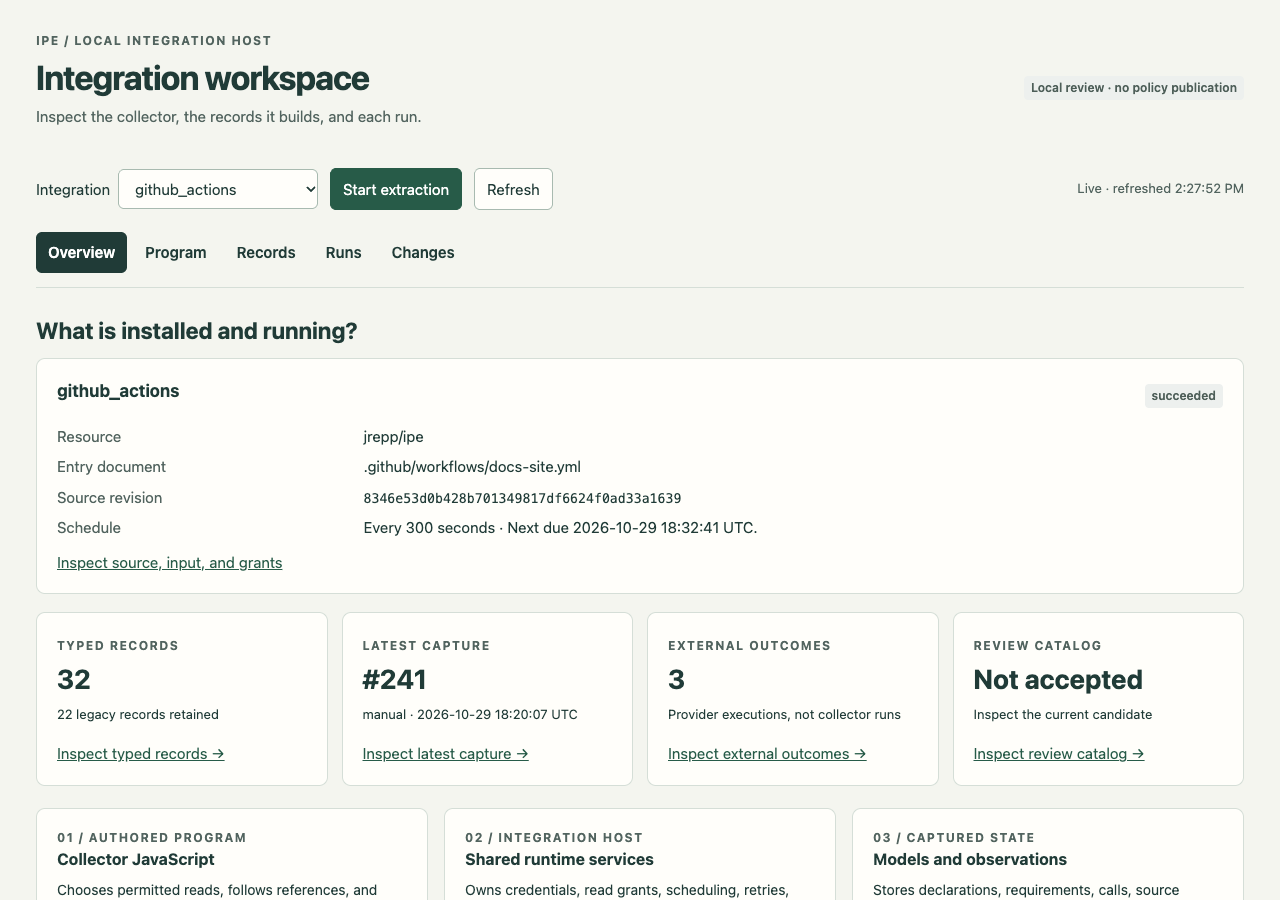 IPE / LOCAL INTEGRATION HOST
Integration workspace
Local review · no policy publication
Inspect the collector, the records it builds, and each run.
Integration github_actions Start extraction Refresh Live · refreshed 2:27:52 PM
Overview Program Records Runs Changes
What is installed and running?
github_actions succeeded
Resource jrepp/ipe
Entry document .github/workflows/docs-site.yml
Source revision 8346e53d0b428b701349817df6624f0ad33a1639
Schedule Every 300 seconds · Next due 2026-10-29 18:32:41 UTC.
Inspect source, input, and grants
TYPED RECORDS
32
22 legacy records retained
Inspect typed records →
LATEST CAPTURE
#241
manual · 2026-10-29 18:20:07 UTC
Inspect latest capture →
EXTERNAL OUTCOMES
3
Provider executions, not collector runs
Inspect external outcomes →
REVIEW CATALOG
Not accepted
Inspect the current candidate
Inspect review catalog →
01 / AUTHORED PROGRAM
Collector JavaScript
Chooses permitted reads, follows references, and
02 / INTEGRATION HOST
Shared runtime services
Owns credentials, read grants, scheduling, retries,
03 / CAPTURED STATE
Models and observations
Stores declarations, requirements, calls, source